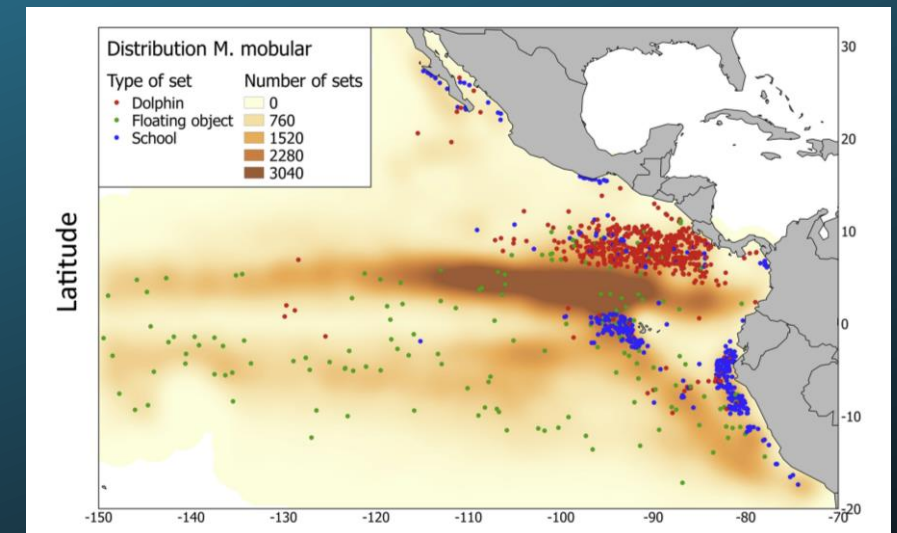 Distribution M. mobular
Type of set
Dolphin
Floating object
School
Number of sets
0
760
1520
2280
3040
Latitude
30
20
10
0
-10
-20
-150
-140
-130
-120
-110
-100
-90
-80
-70